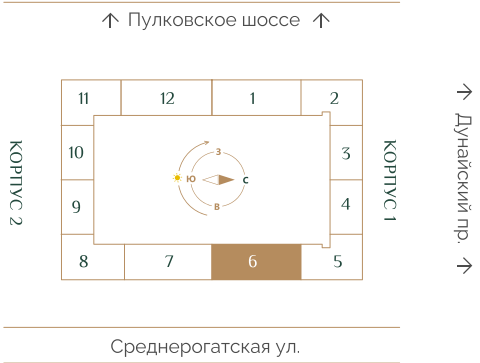 Пулковское шоссе
11 12 1 2
10 3
9 4
8 7 6 5
З
Ю С
В
КОРПУС 2
КОРПУС 1
Дунайский пр.
Среднерогатская ул.